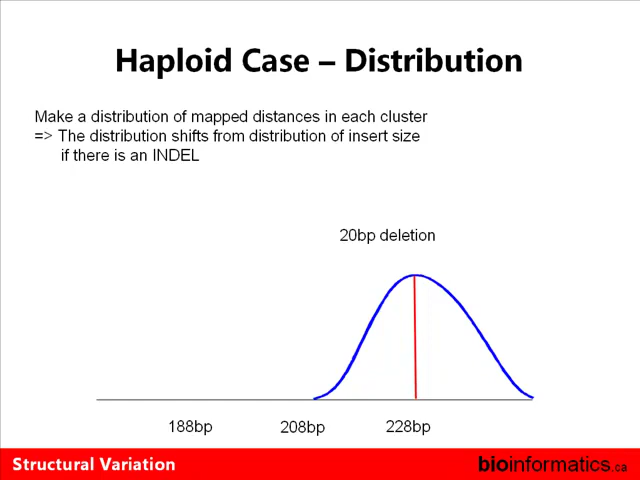 Haploid Case – Distribution
Make a distribution of mapped distances in each cluster
=> The distribution shifts from distribution of insert size
if there is an INDEL
20bp deletion
188bp 208bp 228bp
Structural Variation bioinformatics.ca